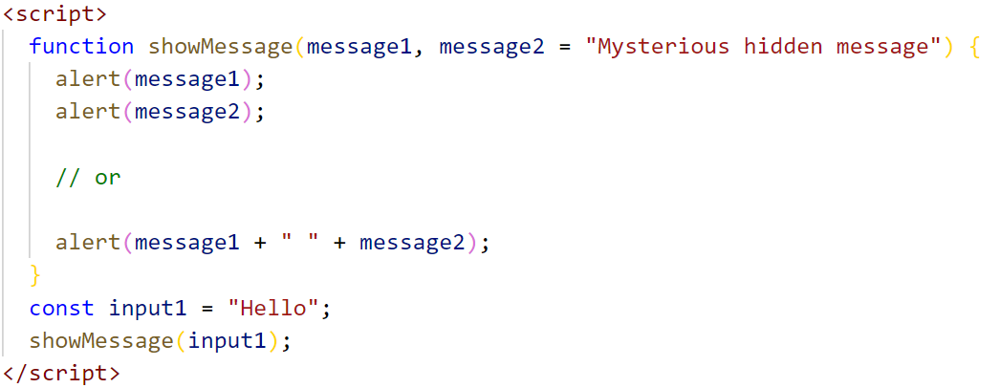 <script>
function showMessage(message1, message2 = "Mysterious hidden message") {
alert(message1);
alert(message2);
// or
alert(message1 + " " + message2);
}
const input1 = "Hello";
showMessage(input1);
</script>